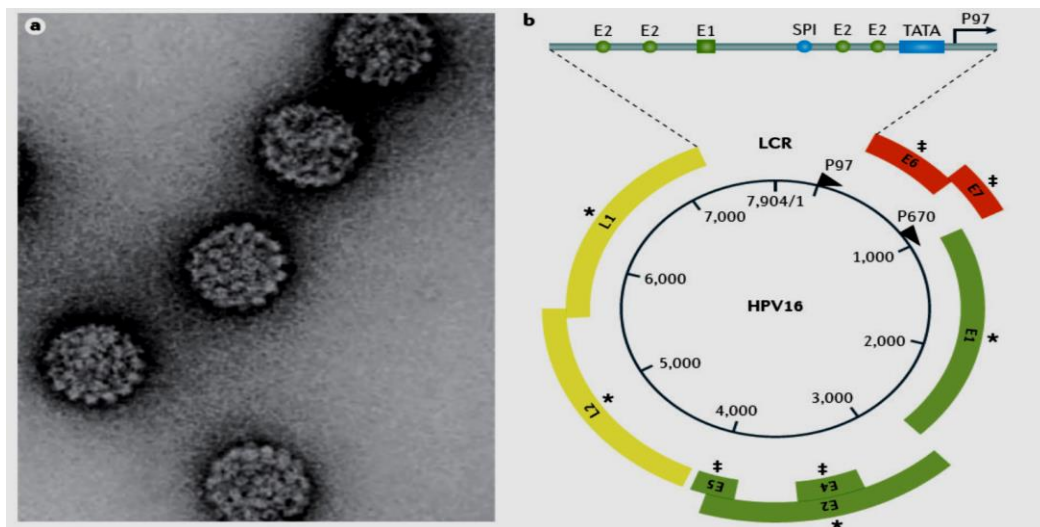 a
b
P97
E2 E2 E1 SPI E2 E2 TATA
LCR
E6 ‡
E7 ‡
P97
7,904/1
P670
1,000
E1 *
2,000
HPV16
3,000
E4 ‡
E2 *
E5 ‡
4,000
L2 *
5,000
6,000
L1 *
7,000